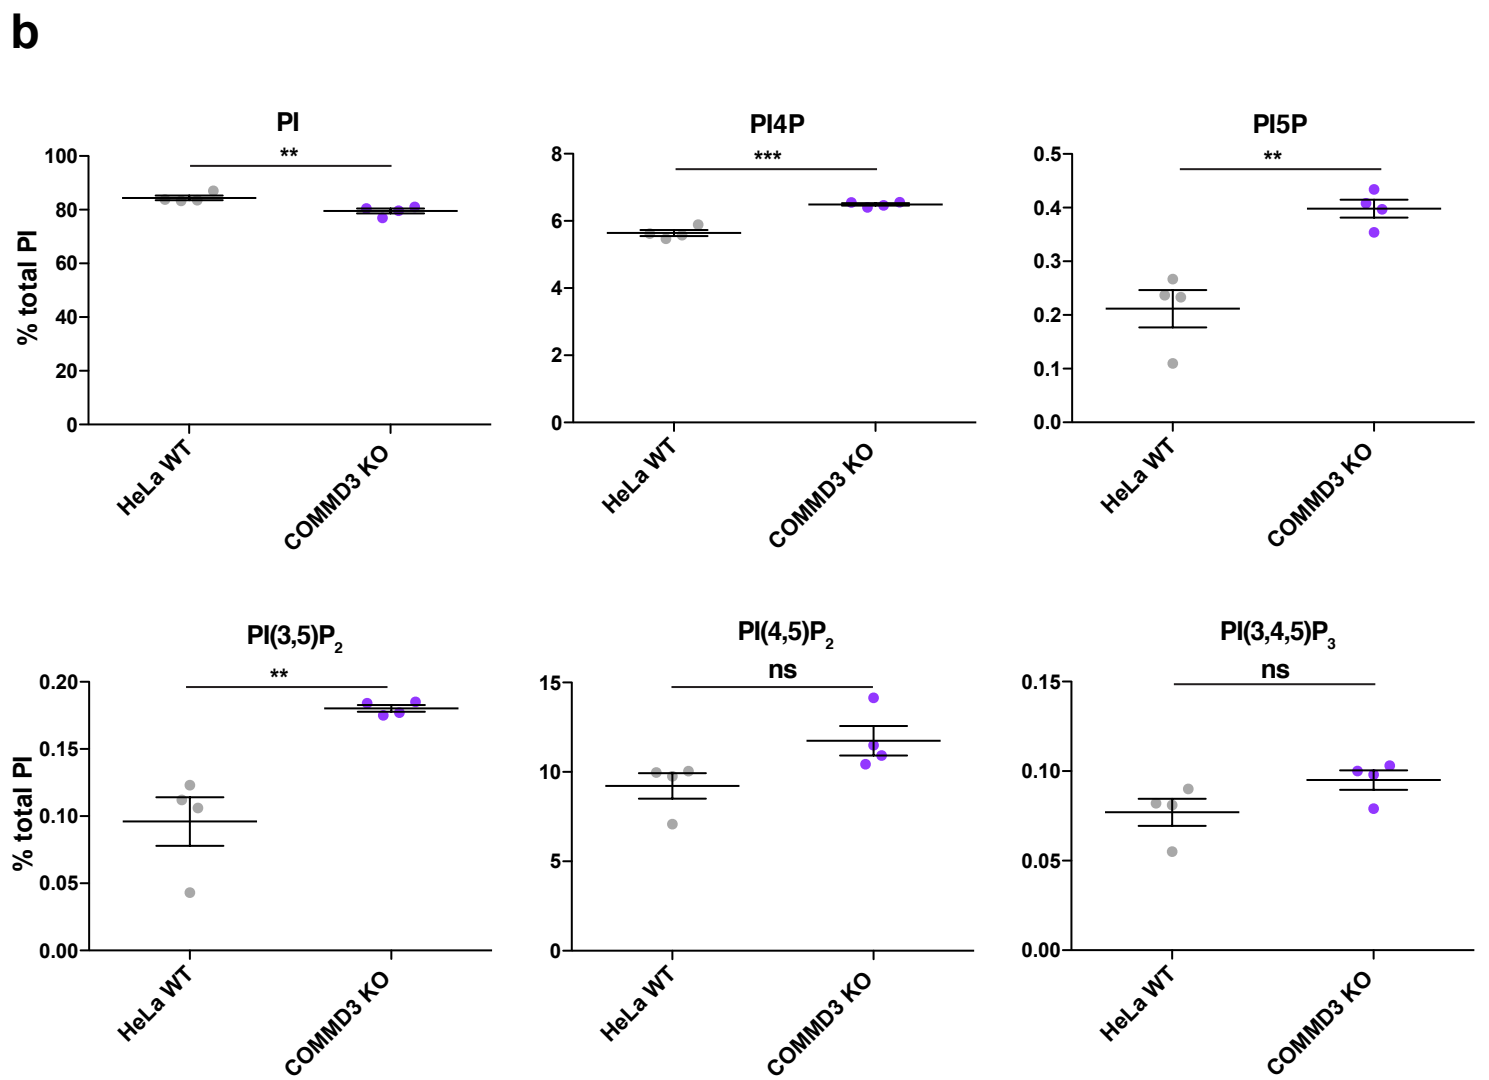 b
PI
**
100
80
60
40
20
0
% total PI
HeLa WT
COMMD3 KO
PI4P
***
8
6
4
2
0
HeLa WT
COMMD3 KO
PI5P
**
0.5
0.4
0.3
0.2
0.1
0.0
HeLa WT
COMMD3 KO
PI(3,5)P2
**
0.20
0.15
0.10
0.05
0.00
% total PI
HeLa WT
COMMD3 KO
PI(4,5)P2
ns
15
10
5
0
HeLa WT
COMMD3 KO
PI(3,4,5)P3
ns
0.15
0.10
0.05
0.00
HeLa WT
COMMD3 KO